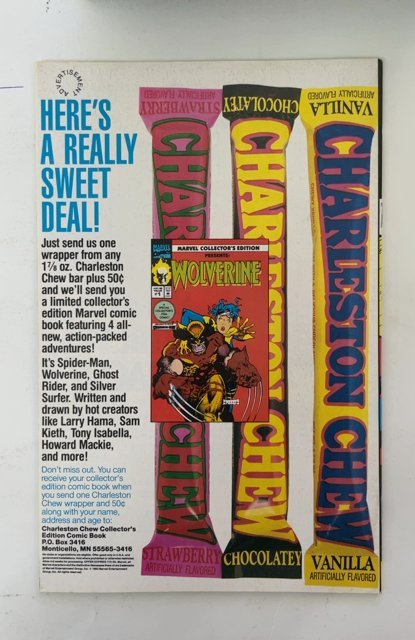 ADVERTISEMENT
HERE'S
A REALLY
SWEET
DEAL!
Just send us one
wrapper from any
1⅞ oz. Charleston
Chew bar plus 50¢
and we'll send you
a limited collector's
edition Marvel comic
book featuring 4 all-
new, action-packed
adventures!
It's Spider-Man,
Wolverine, Ghost
Rider, and Silver
Surfer. Written and
drawn by hot creators
like Larry Hama, Sam
Kieth, Tony Isabella,
Howard Mackie,
and more!
Don't miss out. You can
receive your collector's
edition comic book when
you send one Charleston
Chew wrapper and 50¢
along with your name,
address and age to:
Charleston Chew Collector's
Edition Comic Book
P.O. Box 3416
Monticello, MN 55565-3416
STRAWBERRY
ARTIFICIALLY FLAVORED
CHARLESTON CHEW
STRAWBERRY
ARTIFICIALLY FLAVORED
CHOCOLATEY
CHARLESTON CHEW
CHOCOLATEY
VANILLA
ARTIFICIALLY FLAVORED
CHARLESTON CHEW
VANILLA
ARTIFICIALLY FLAVORED
MARVEL COLLECTOR'S EDITION
PRESENTS:
WOLVERINE
MARVEL
#1